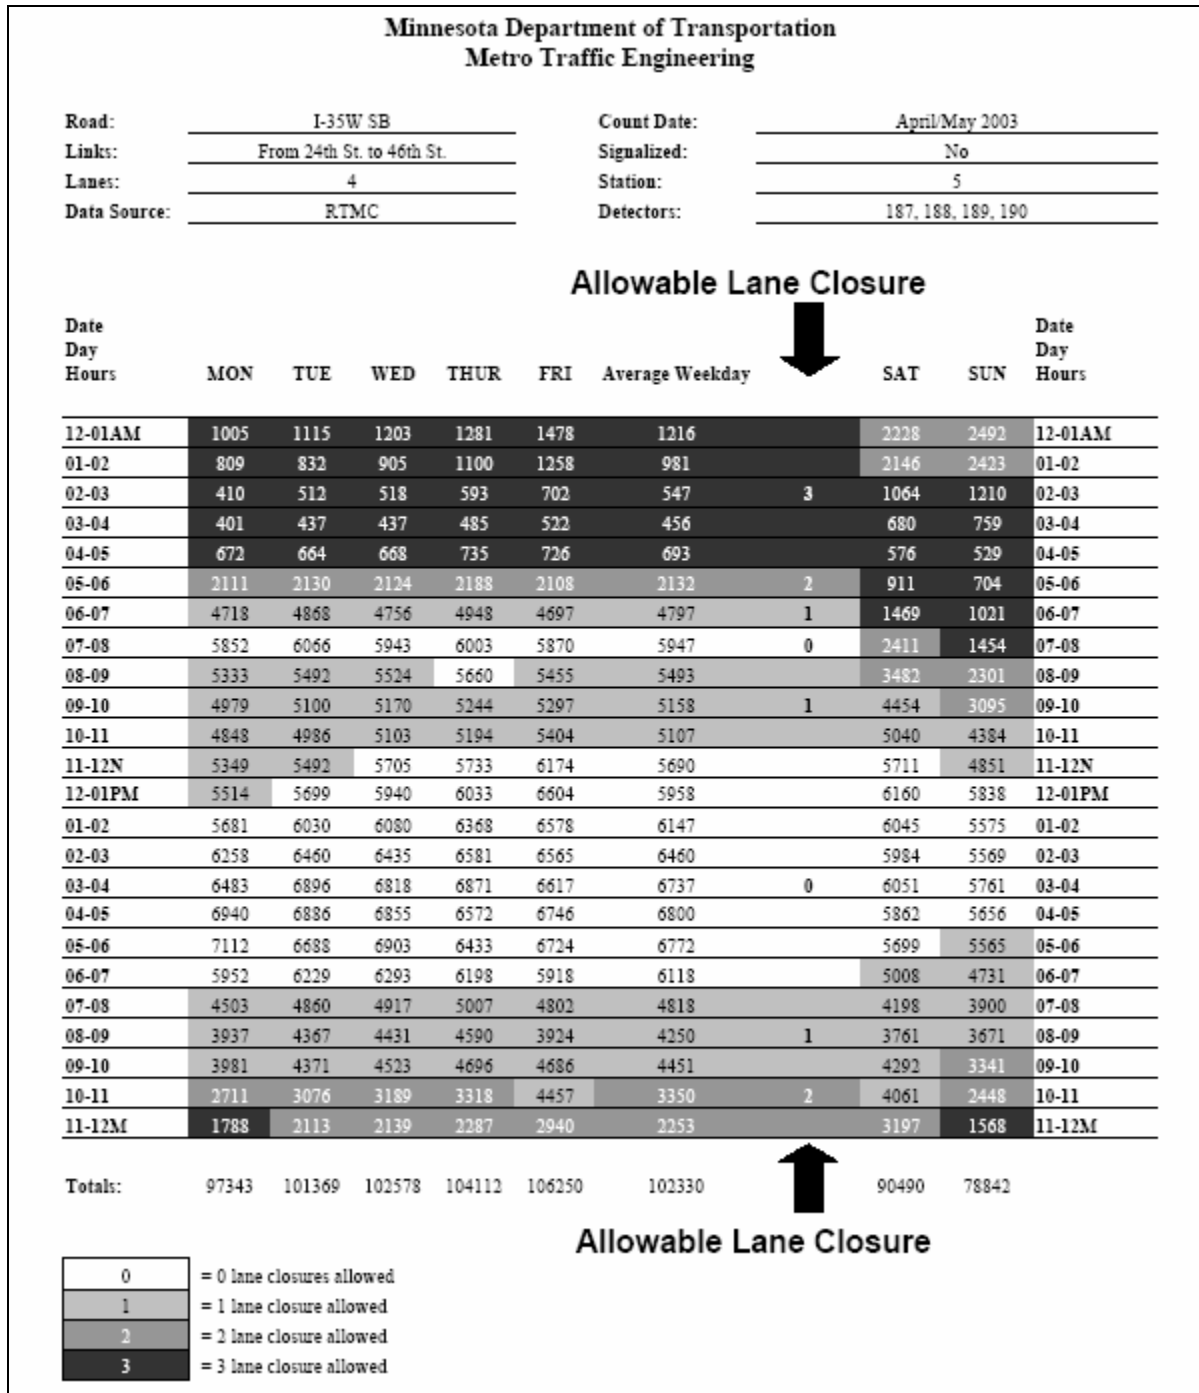 Minnesota Department of Transportation
Metro Traffic Engineering
Road: I-35W SB Count Date: April/May 2003
Links: From 24th St. to 46th St. Signalized: No
Lanes: 4 Station: 5
Data Source: RTMC Detectors: 187, 188, 189, 190
Allowable Lane Closure
Date Date
Day Day
Hours MON TUE WED THUR FRI Average Weekday SAT SUN Hours
12-01AM 1005 1115 1203 1281 1478 1216 2228 2492 12-01AM
01-02 809 832 905 1100 1258 981 2146 2423 01-02
02-03 410 512 518 593 702 547 3 1064 1210 02-03
03-04 401 437 437 485 522 456 680 759 03-04
04-05 672 664 668 735 726 693 576 529 04-05
05-06 2111 2130 2124 2188 2108 2132 2 911 704 05-06
06-07 4718 4868 4756 4948 4697 4797 1 1469 1021 06-07
07-08 5852 6066 5943 6003 5870 5947 0 2411 1454 07-08
08-09 5333 5492 5524 5660 5455 5493 3482 2301 08-09
09-10 4979 5100 5170 5244 5297 5158 1 4454 3095 09-10
10-11 4848 4986 5103 5194 5404 5107 5040 4384 10-11
11-12N 5349 5492 5705 5733 6174 5690 5711 4851 11-12N
12-01PM 5514 5699 5940 6033 6604 5958 6160 5838 12-01PM
01-02 5681 6030 6080 6368 6578 6147 6045 5575 01-02
02-03 6258 6460 6435 6581 6565 6460 5984 5569 02-03
03-04 6483 6896 6818 6871 6617 6737 0 6051 5761 03-04
04-05 6940 6886 6855 6572 6746 6800 5862 5656 04-05
05-06 7112 6688 6903 6433 6724 6772 5699 5565 05-06
06-07 5952 6229 6293 6198 5918 6118 5008 4731 06-07
07-08 4503 4860 4917 5007 4802 4818 4198 3900 07-08
08-09 3937 4367 4431 4590 3924 4250 1 3761 3671 08-09
09-10 3981 4371 4523 4696 4686 4451 4292 3341 09-10
10-11 2711 3076 3189 3318 4457 3350 2 4061 2448 10-11
11-12M 1788 2113 2139 2287 2940 2253 3197 1568 11-12M
Totals: 97343 101369 102578 104112 106250 102330 90490 78842
Allowable Lane Closure
0 = 0 lane closures allowed
1 = 1 lane closure allowed
2 = 2 lane closure allowed
3 = 3 lane closure allowed